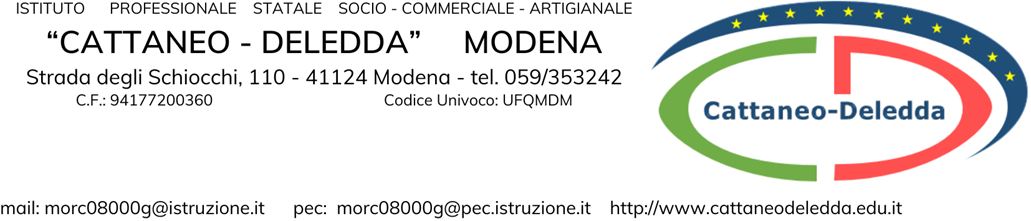 ISTITUTO PROFESSIONALE STATALE SOCIO - COMMERCIALE - ARTIGIANALE
“CATTANEO - DELEDDA” MODENA
Strada degli Schiocchi, 110 - 41124 Modena - tel. 059/353242
C.F.: 94177200360 Codice Univoco: UFQMDM
Cattaneo-Deledda
mail: morc08000g@istruzione.it pec: morc08000g@pec.istruzione.it http://www.cattaneodeledda.edu.it